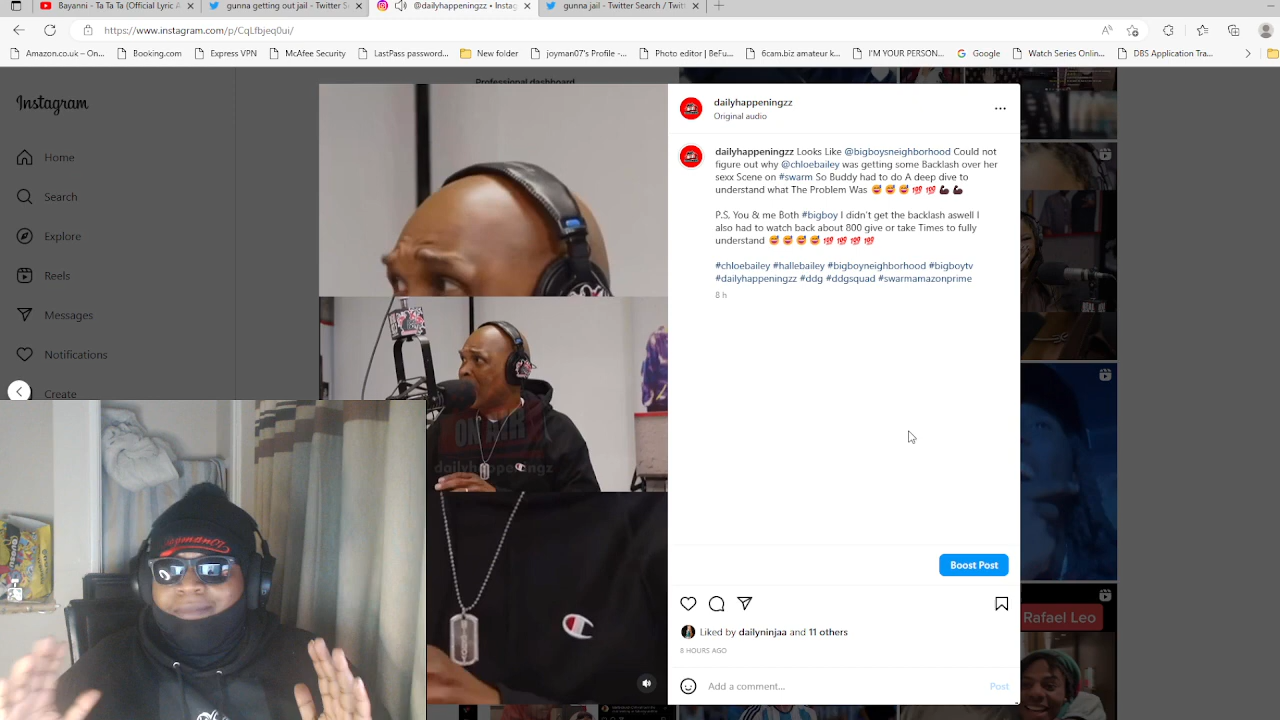 Bayanni - Ta Ta Ta (Official Lyric
gunna getting out jail - Twitter Se
@dailyhappeningzz • Instag
gunna jail - Twitter Search / Twitt
https://www.instagram.com/p/CqLfbjeq0ui/
Amazon.co.uk – On... Booking.com Express VPN McAfee Security LastPass password... New folder joyman07's Profile -... Photo editor | BeFu... 6cam.biz amateur k... I'M YOUR PERSON... Google Watch Series Onlin... DBS Application Tra...
Professional dashboard
Instagram
Home
Search
Explore
Reels
Messages
Notifications
Create
ON AIR
dailyhappeningz
dailyhappeningzz
Original audio
dailyhappeningzz Looks Like @bigboysneighborhood Could not
figure out why @chloebailey was getting some Backlash over her
sexx Scene on #swarm So Buddy had to do A deep dive to
understand what The Problem Was 😅 😅 😅 💯 💯 💪🏿 💪🏿
P.S, You & me Both #bigboy I didn't get the backlash aswell I
also had to watch back about 800 give or take Times to fully
understand 😅 😅 😅 😅 💯 💯 💯 💯
#chloebailey #hallebailey #bigboyneighborhood #bigboytv
#dailyhappeningzz #ddg #ddgsquad #swarmamazonprime
8 h
Boost Post
Liked by dailyninjaa and 11 others
8 HOURS AGO
Add a comment...
Post
Rafael Leo